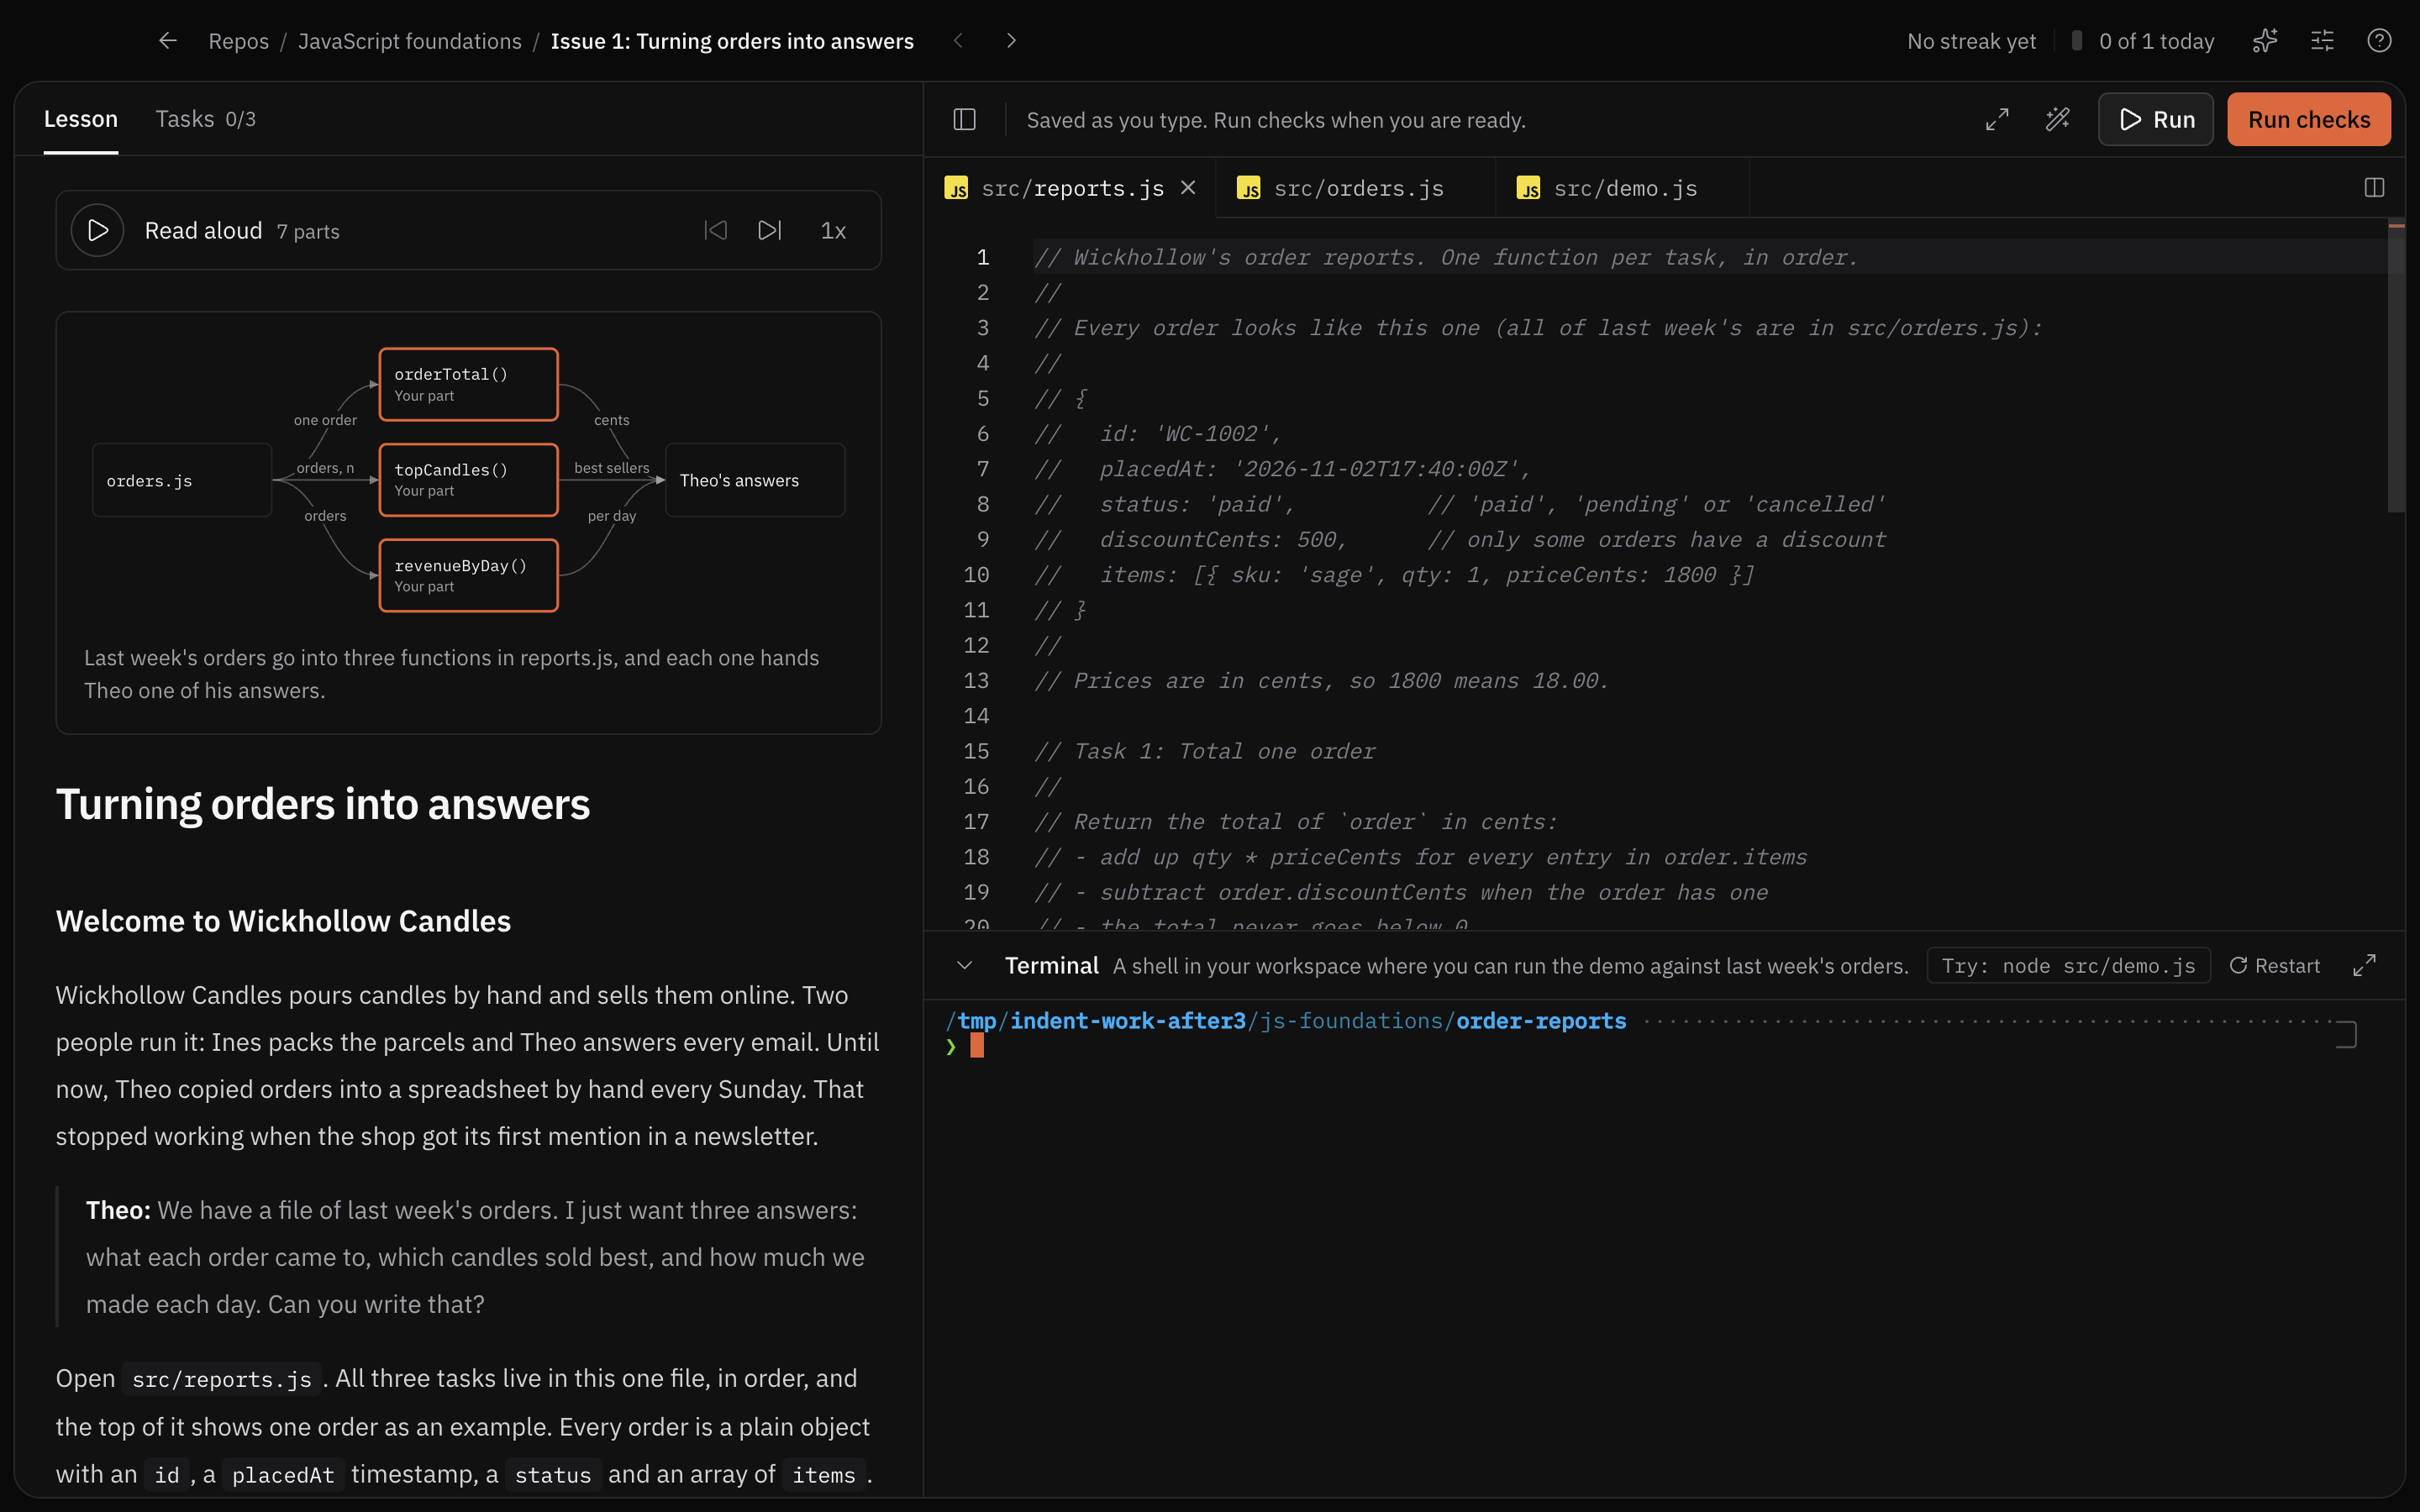 Repos / JavaScript foundations / Issue 1: Turning orders into answers
No streak yet
0 of 1 today
Lesson
Tasks 0/3
Read aloud 7 parts
1x
orderTotal()
Your part
one order
cents
orders.js
orders, n
topCandles()
Your part
best sellers
Theo's answers
orders
per day
revenueByDay()
Your part
Last week's orders go into three functions in reports.js, and each one hands
Theo one of his answers.
Turning orders into answers
Welcome to Wickhollow Candles
Wickhollow Candles pours candles by hand and sells them online. Two
people run it: Ines packs the parcels and Theo answers every email. Until
now, Theo copied orders into a spreadsheet by hand every Sunday. That
stopped working when the shop got its first mention in a newsletter.
Theo: We have a file of last week's orders. I just want three answers:
what each order came to, which candles sold best, and how much we
made each day. Can you write that?
Open src/reports.js. All three tasks live in this one file, in order, and
the top of it shows one order as an example. Every order is a plain object
with an id, a placedAt timestamp, a status and an array of items.
Saved as you type. Run checks when you are ready.
Run
Run checks
JS src/reports.js
JS src/orders.js
JS src/demo.js
1 // Wickhollow's order reports. One function per task, in order.
2 //
3 // Every order looks like this one (all of last week's are in src/orders.js):
4 //
5 // {
6 //   id: 'WC-1002',
7 //   placedAt: '2026-11-02T17:40:00Z',
8 //   status: 'paid',          // 'paid', 'pending' or 'cancelled'
9 //   discountCents: 500,      // only some orders have a discount
10 //   items: [{ sku: 'sage', qty: 1, priceCents: 1800 }]
11 // }
12 //
13 // Prices are in cents, so 1800 means 18.00.
14
15 // Task 1: Total one order
16 //
17 // Return the total of `order` in cents:
18 // - add up qty * priceCents for every entry in order.items
19 // - subtract order.discountCents when the order has one
20 // - the total never goes below 0
Terminal A shell in your workspace where you can run the demo against last week's orders.
Try: node src/demo.js
Restart
/tmp/indent-work-after3/js-foundations/order-reports
❯